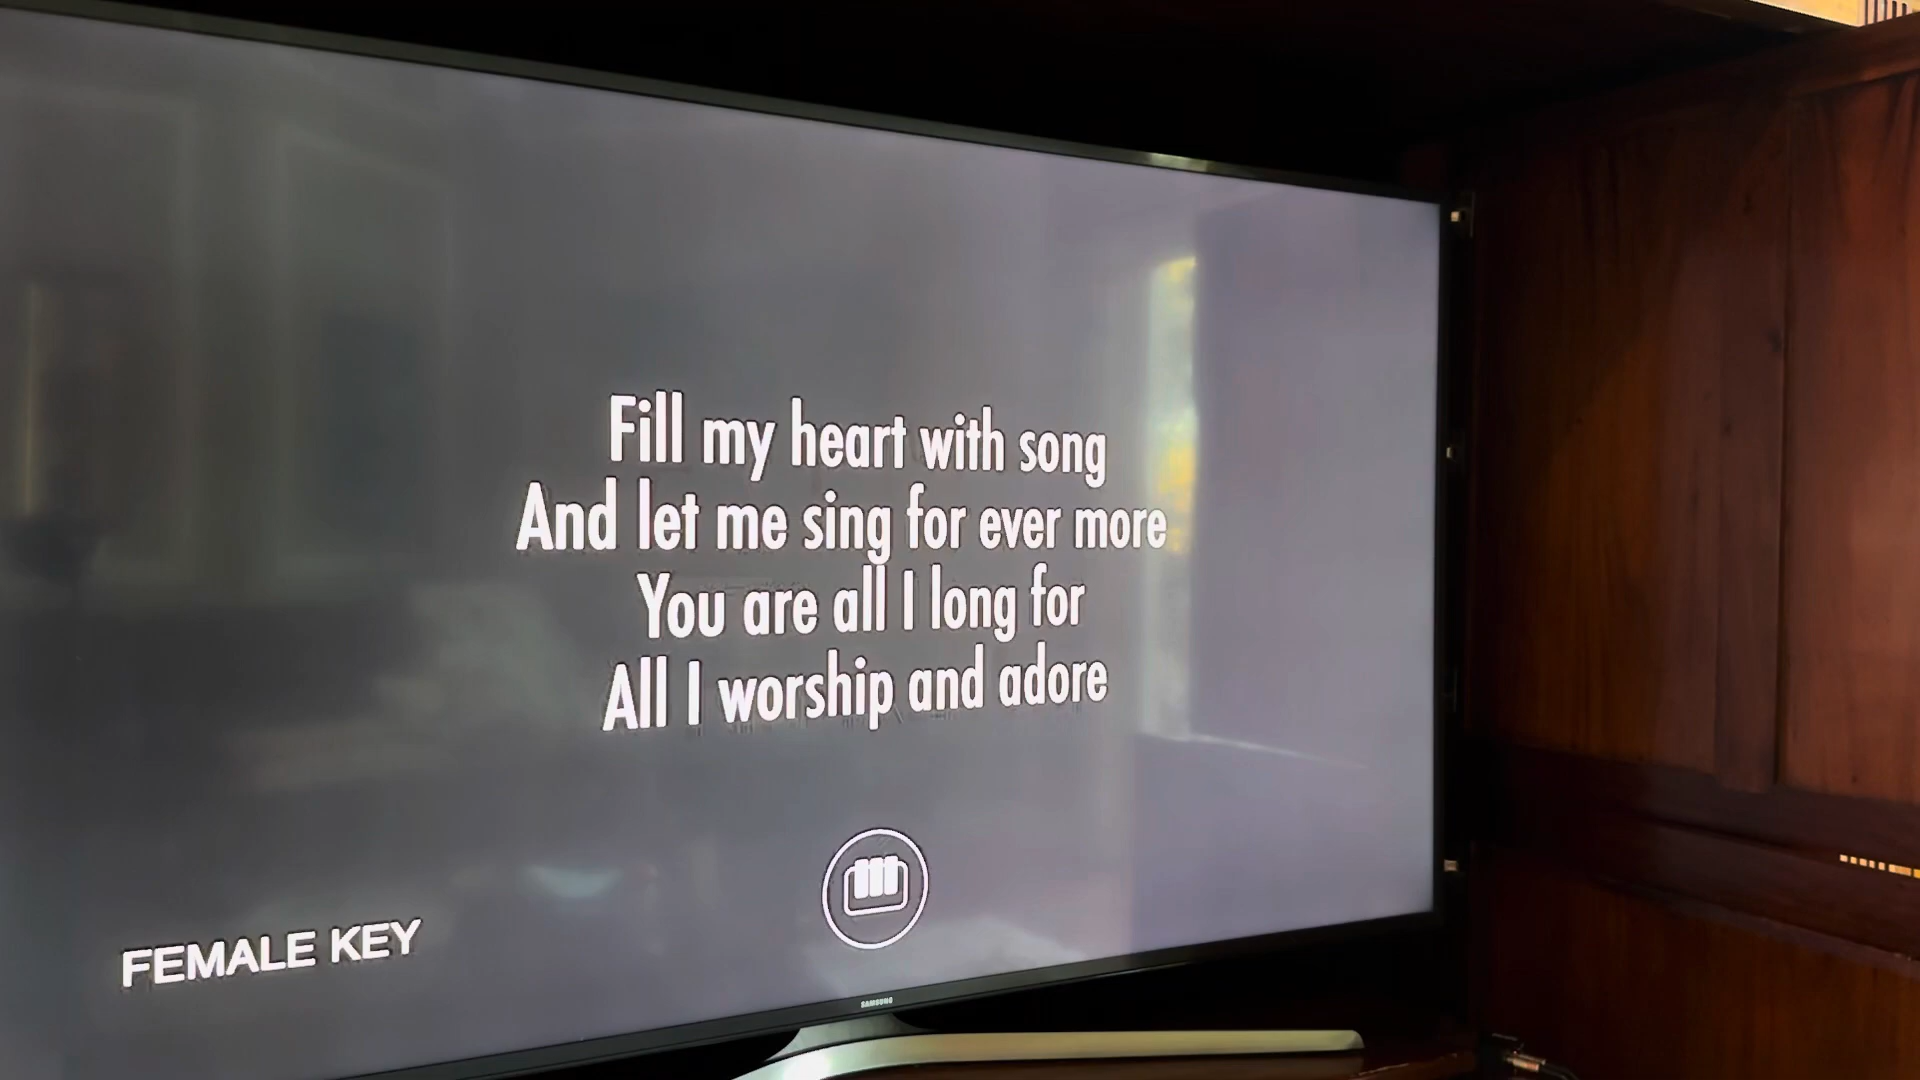 Fill my heart with song
And let me sing for ever more
You are all I long for
All I worship and adore
FEMALE KEY
SAMSUNG